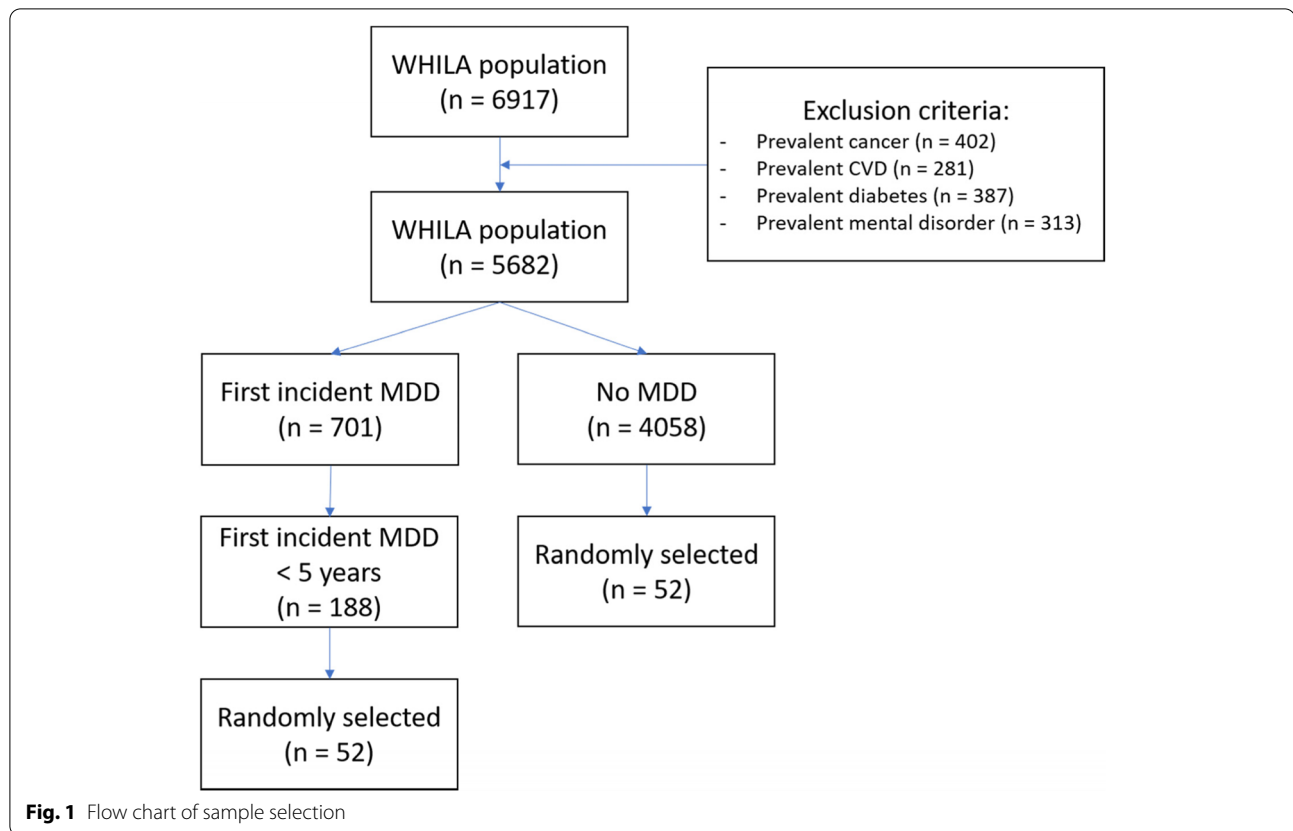 WHILA population
(n = 6917)
Exclusion criteria:
- Prevalent cancer (n = 402)
- Prevalent CVD (n = 281)
- Prevalent diabetes (n = 387)
- Prevalent mental disorder (n = 313)
WHILA population
(n = 5682)
First incident MDD
(n = 701)
No MDD
(n = 4058)
First incident MDD
< 5 years
(n = 188)
Randomly selected
(n = 52)
Randomly selected
(n = 52)
Fig. 1 Flow chart of sample selection